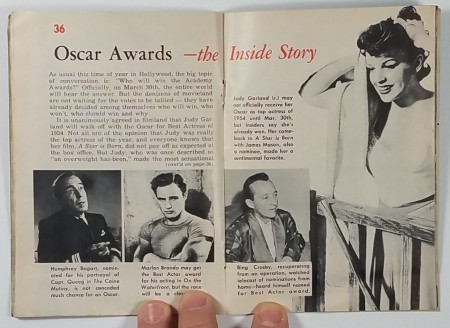 36
Oscar Awards —the Inside Story
As usual this time of year in Hollywood, the big topic
of conversation is: "Who will win the Academy
Awards?" Officially, on March 30th, the entire world
will hear the answer. But the denizens of movieland
are not waiting for the votes to be tallied — they have
already decided among themselves who will win, who
won't, who should win and why.
It is unanimously agreed in filmland that Judy Gar
land will walk off with the Oscar for Best Actress of
1954. Not all are of the opinion that Judy was really
the top actress of the year, and everyone knows that
her film, A Star is Born, did not pay off as expected at
the box office. But Judy, who was once described as
"an overweight has-been," made the most sensational
(cont'd on page 38)
Judy Garland (r.) may
not officially receive her
Oscar as top actress of
1954 until Mar. 30th,
but insiders say she's
already won. Her come-
back in A Star is Born
with James Mason, also
a nominee, made her a
sentimental favorite.
Humphrey Bogart, nomin-
ated for his portrayal of
Capt. Queeg in The Caine
Mutiny, is not conceded
much chance for an Oscar.
Marlon Brando may get
the Best Actor award
for his acting in On the
Waterfront, but the race
will be a
Bing Crosby, recuperating
from an operation, watched
telecast of nominations from
home—heard himself named
for Best Actor award.